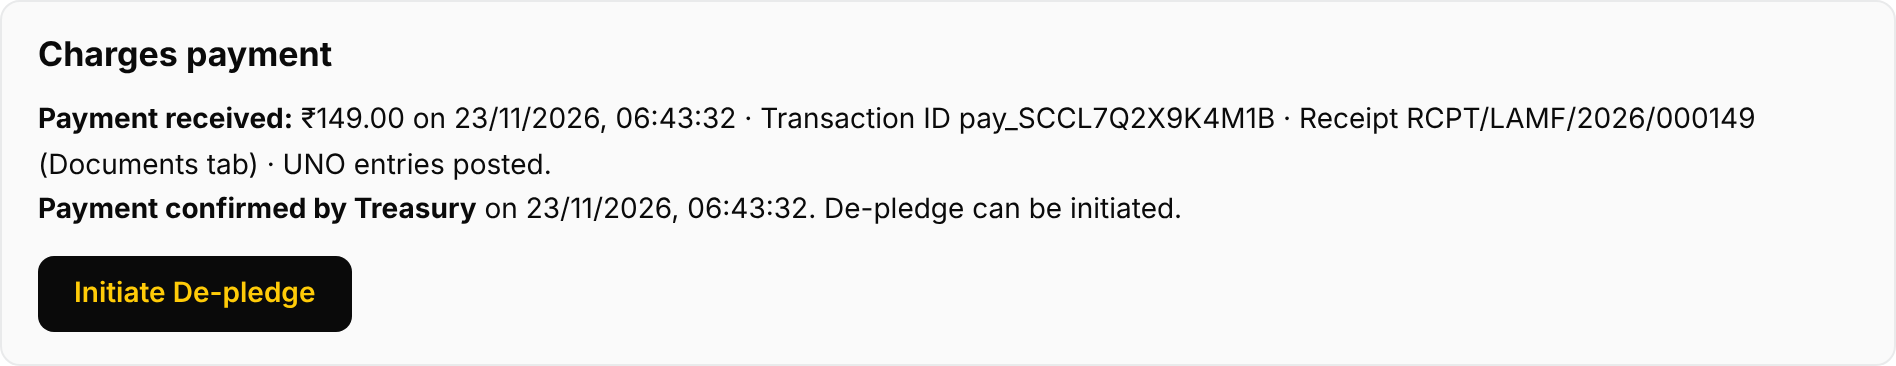 Charges payment
Payment received: ₹149.00 on 23/11/2026, 06:43:32 · Transaction ID pay_SCCL7Q2X9K4M1B · Receipt RCPT/LAMF/2026/000149
(Documents tab) · UNO entries posted.
Payment confirmed by Treasury on 23/11/2026, 06:43:32. De-pledge can be initiated.
Initiate De-pledge